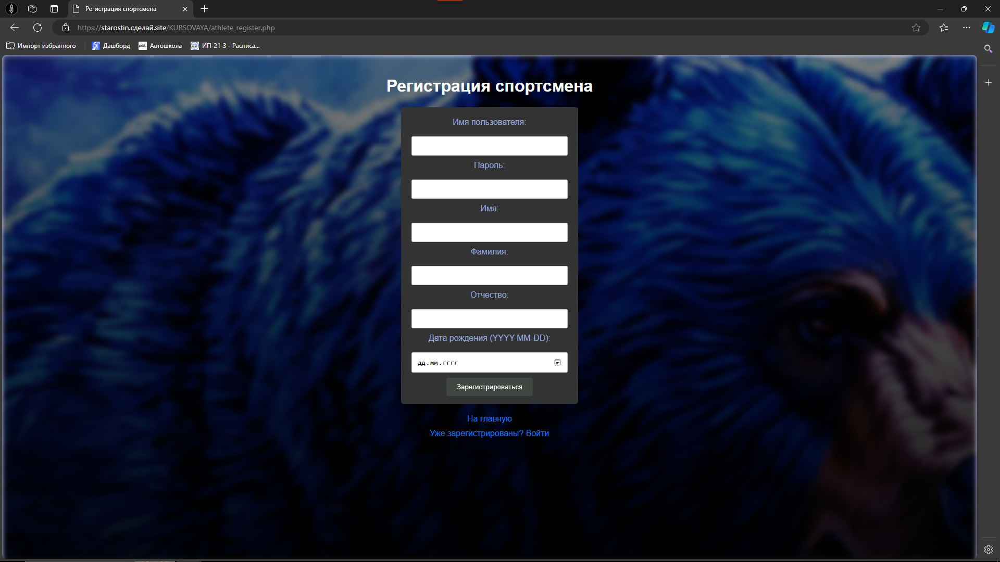 Регистрация спортсмена
https://starostin.сделай.site/KURSOVAYA/athlete_register.php
Импорт избранного
Дашборд
Автошкола
ИП-21-3 - Расписа...
Регистрация спортсмена
Имя пользователя:
Пароль:
Имя:
Фамилия:
Отчество:
Дата рождения (YYYY-MM-DD):
дд.мм.гггг
Зарегистрироваться
На главную
Уже зарегистрированы? Войти